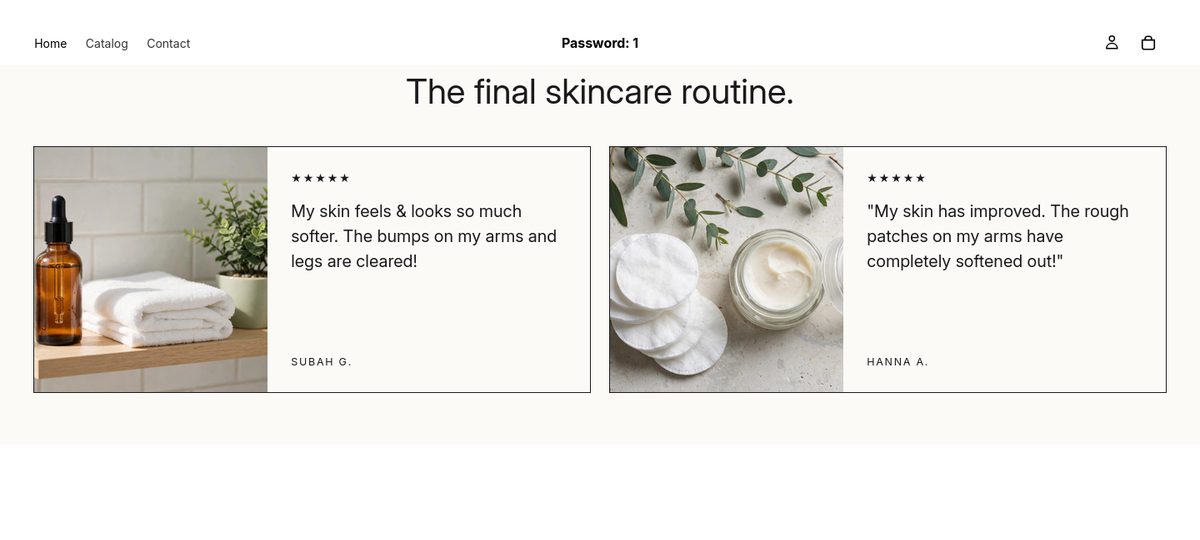 Home Catalog Contact
Password: 1
The final skincare routine.
★★★★★
My skin feels & looks so much
softer. The bumps on my arms and
legs are cleared!
SUBAH G.
★★★★★
"My skin has improved. The rough
patches on my arms have
completely softened out!"
HANNA A.